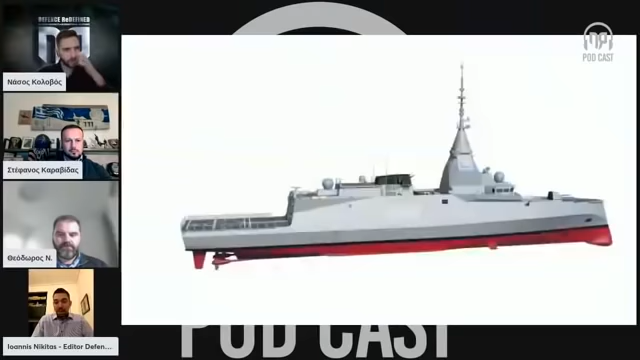 DEFENCE ReDEFINED
Νάσος Κολοβός
Στέφανος Καραβίδας
Θεόδωρος Ν.
Ioannis Nikitas - Editor Defen...
POD CAST
POD CAST